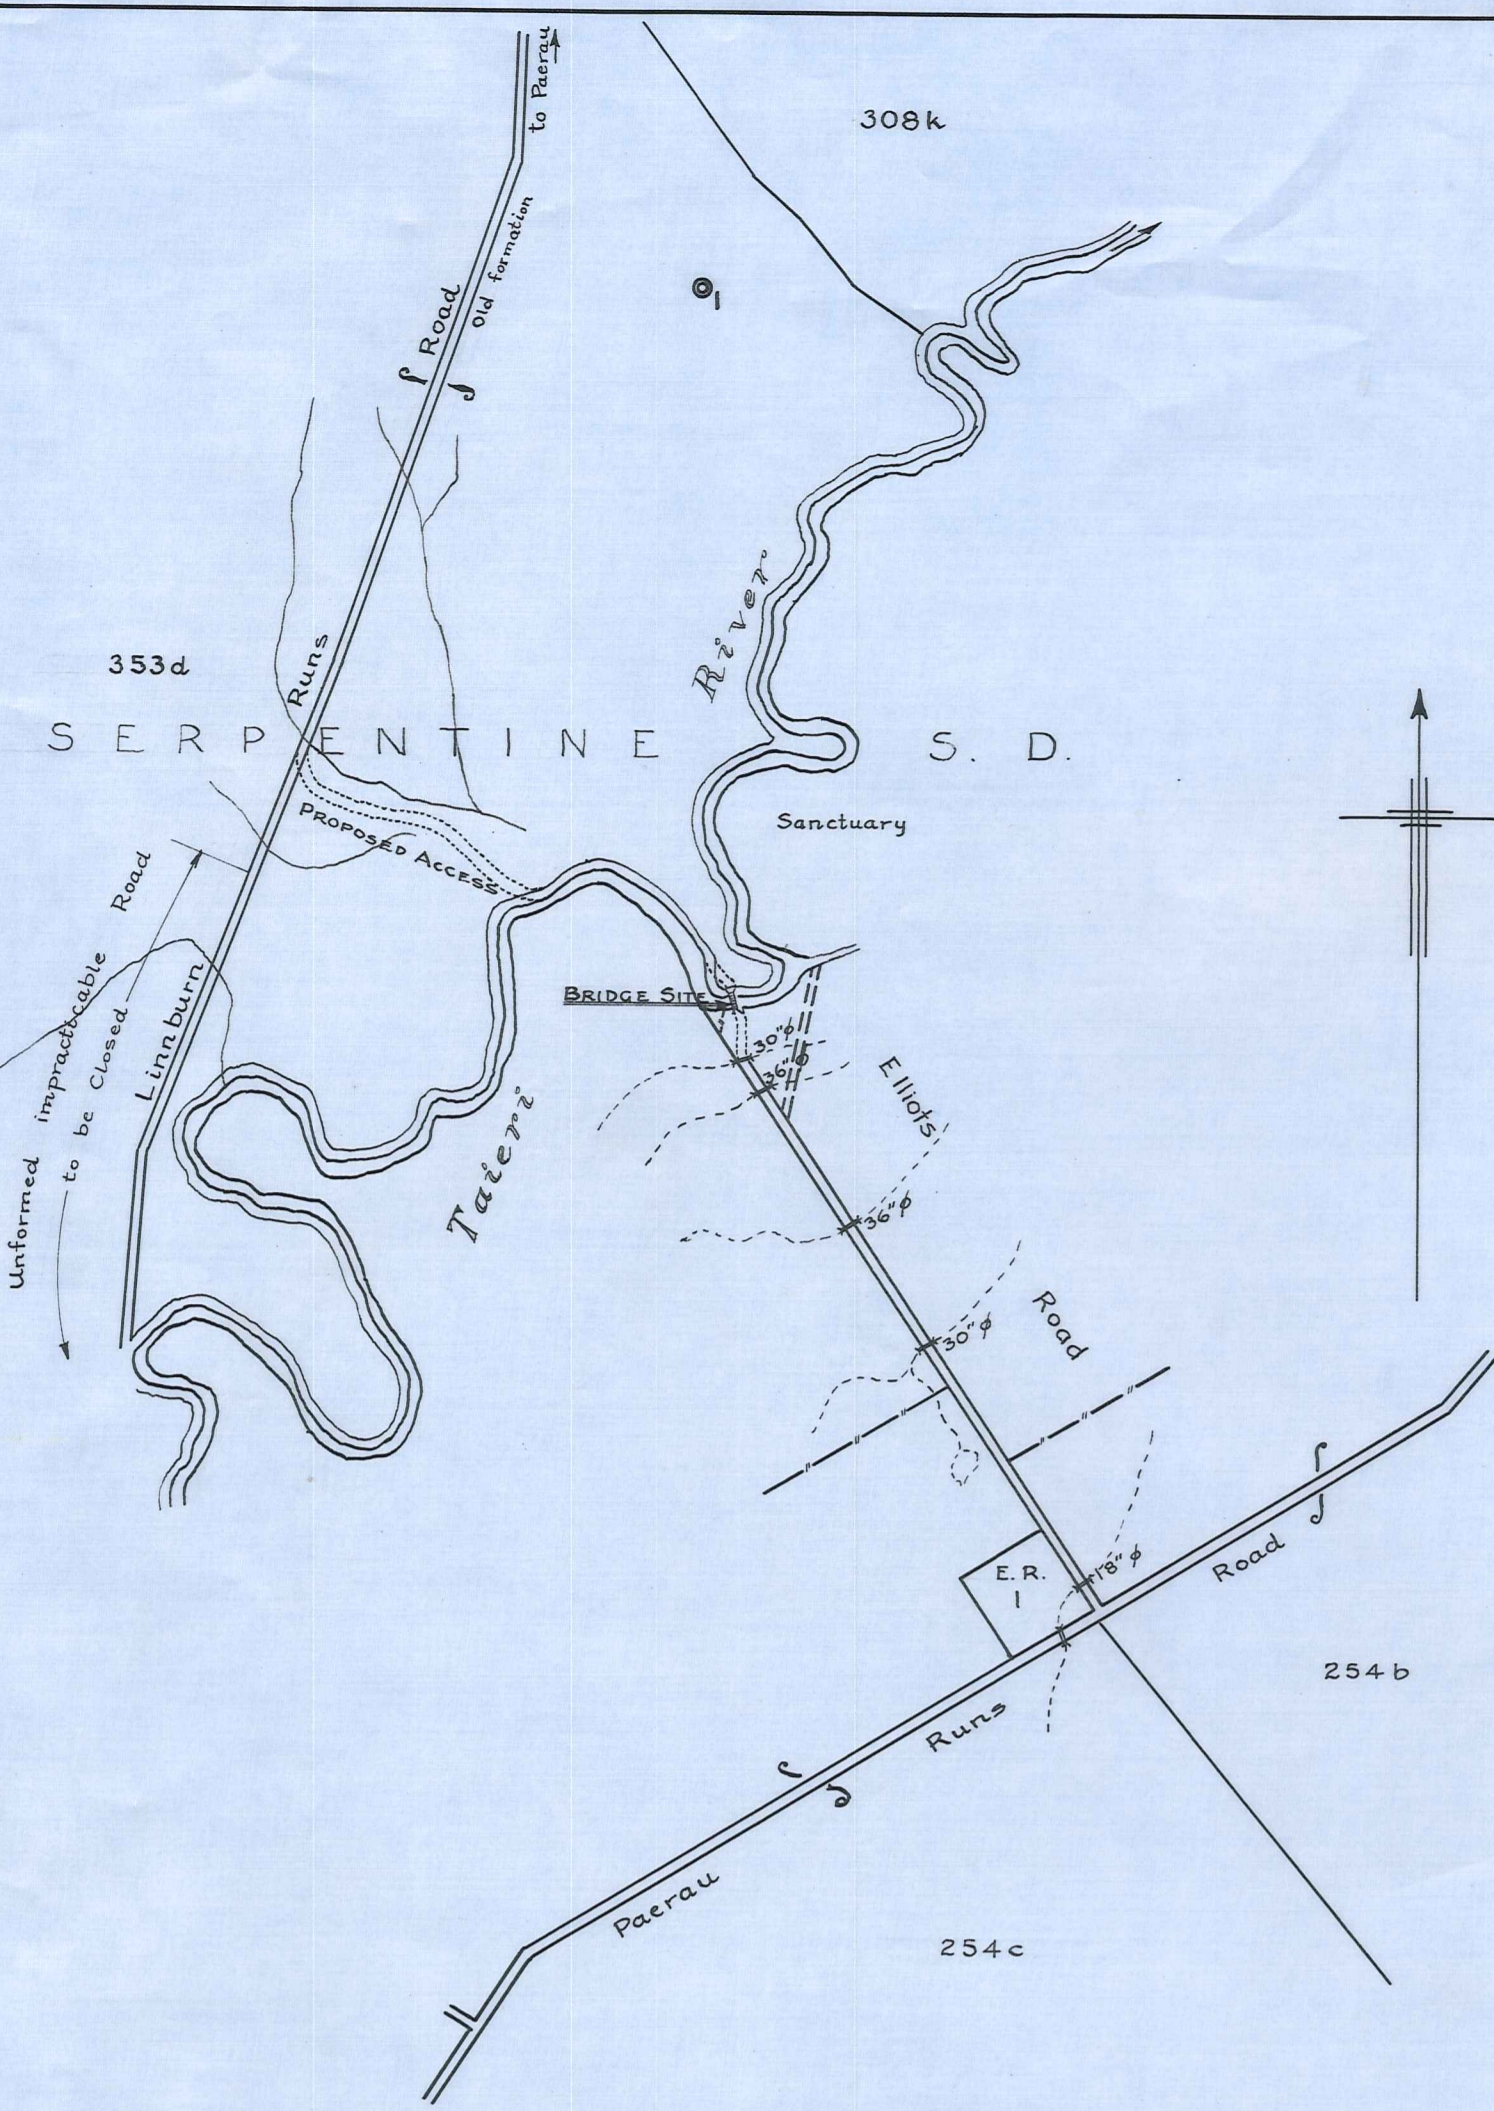 to Paerau
308k
Old formation
Road
1
River
353d
Runs
SERPENTINE S. D.
PROPOSED ACCESS
Sanctuary
Unformed impracticable Road
to be Closed
Linnburn
BRIDGE SITE
30"φ
36"φ
Elliots
Taieri
36"φ
Road
30"φ
E. R.
1
18"φ
Road
254b
Runs
Paerau
254c